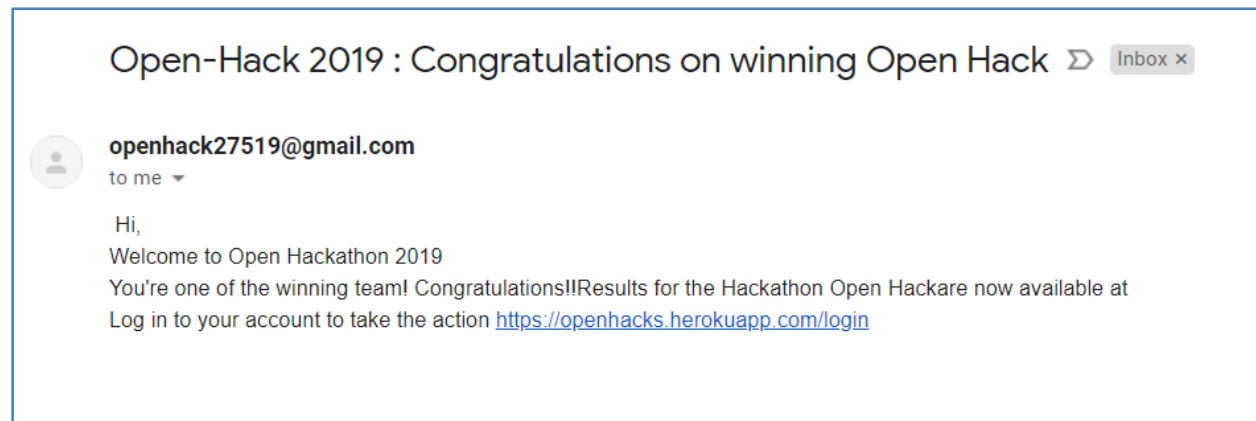 Open-Hack 2019 : Congratulations on winning Open Hack Inbox ×
openhack27519@gmail.com
to me
Hi,
Welcome to Open Hackathon 2019
You're one of the winning team! Congratulations!!Results for the Hackathon Open Hackare now available at
Log in to your account to take the action https://openhacks.herokuapp.com/login